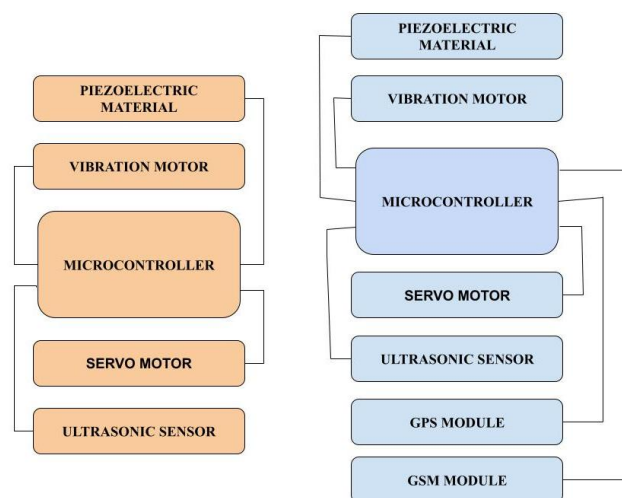 PIEZOELECTRIC
MATERIAL
VIBRATION MOTOR
MICROCONTROLLER
SERVO MOTOR
ULTRASONIC SENSOR
PIEZOELECTRIC
MATERIAL
VIBRATION MOTOR
MICROCONTROLLER
SERVO MOTOR
ULTRASONIC SENSOR
GPS MODULE
GSM MODULE